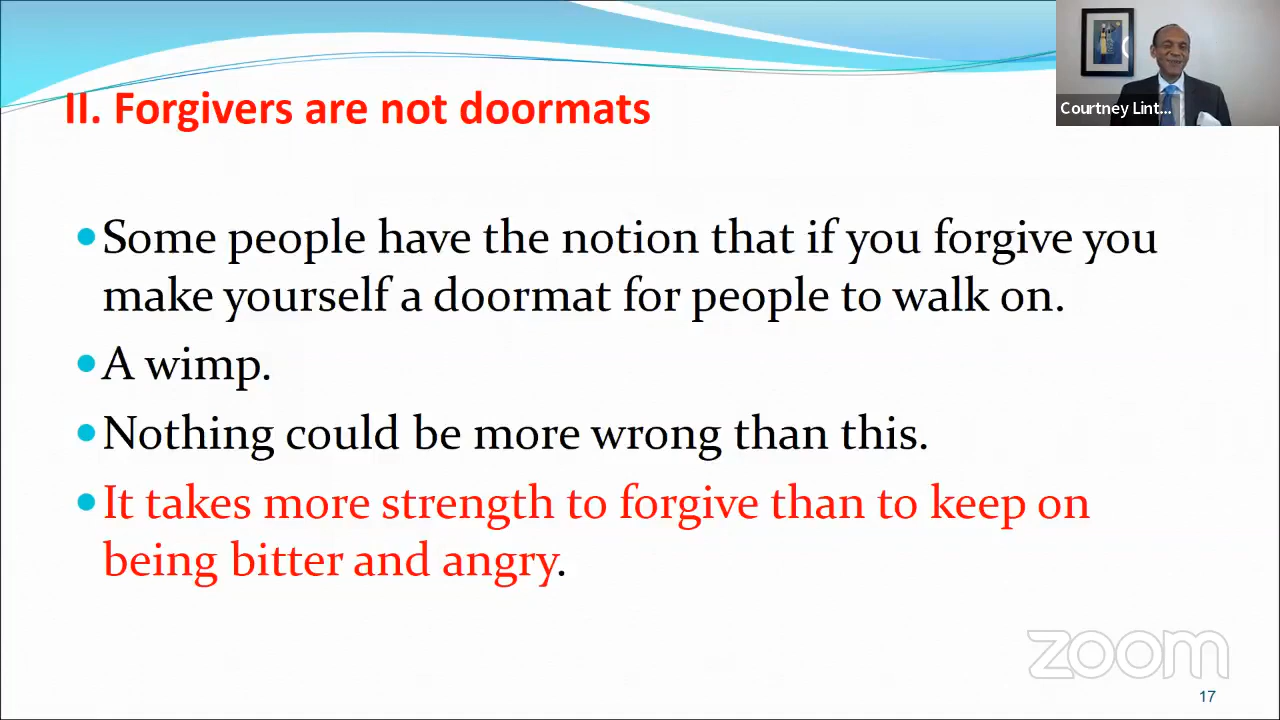 Courtney Lint...
II. Forgivers are not doormats
Some people have the notion that if you forgive you
make yourself a doormat for people to walk on.
A wimp.
Nothing could be more wrong than this.
It takes more strength to forgive than to keep on
being bitter and angry.
zoom
17